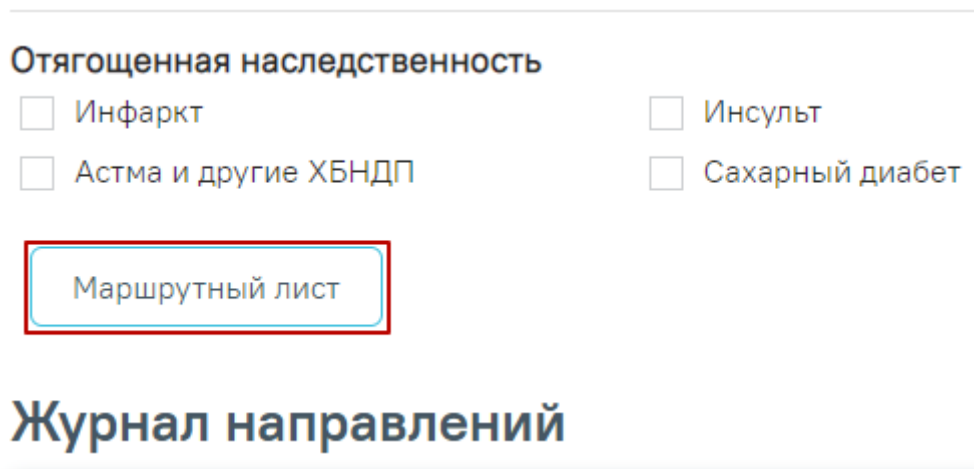 Отягощенная наследственность
Инфаркт
Инсульт
Астма и другие ХБНДП
Сахарный диабет
Маршрутный лист
Журнал направлений